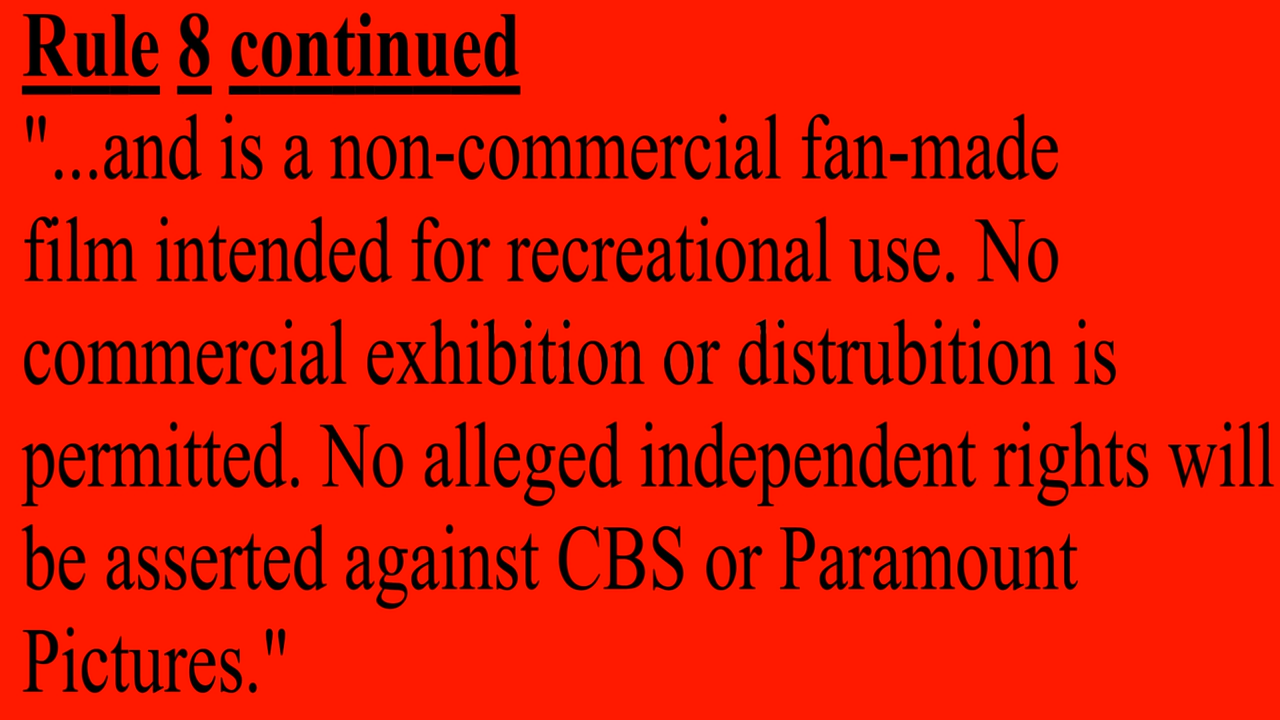 Rule 8 continued
"...and is a non-commercial fan-made
film intended for recreational use. No
commercial exhibition or distrubition is
permitted. No alleged independent rights will
be asserted against CBS or Paramount
Pictures."